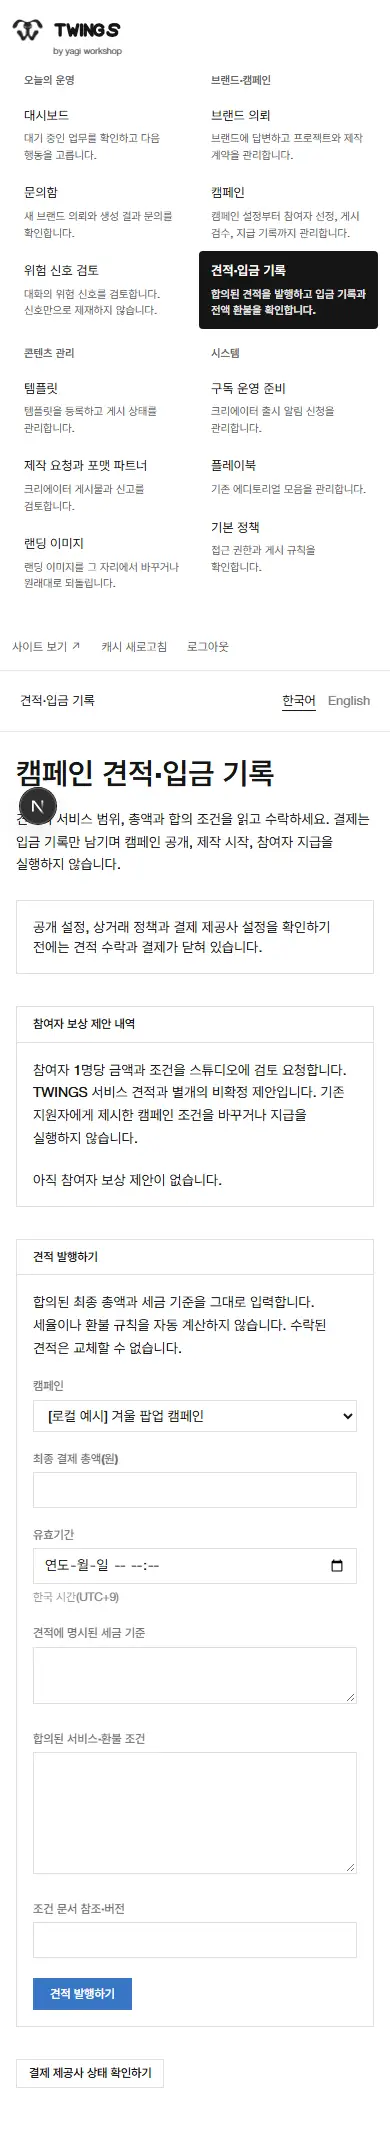 TWINGS
by yagi workshop
오늘의 운영
대시보드
대기 중인 업무를 확인하고 다음
행동을 고릅니다.
문의함
새 브랜드 의뢰와 생성 결과 문의를
확인합니다.
위험 신호 검토
대화의 위험 신호를 검토합니다.
신호만으로 제재하지 않습니다.
브랜드·캠페인
브랜드 의뢰
브랜드에 답변하고 프로젝트와 제작
계약을 관리합니다.
캠페인
캠페인 설정부터 참여자 선정, 게시
검수, 지급 기록까지 관리합니다.
견적·입금 기록
합의된 견적을 발행하고 입금 기록과
전액 환불을 확인합니다.
콘텐츠 관리
템플릿
템플릿을 등록하고 게시 상태를
관리합니다.
제작 요청과 포맷 파트너
크리에이터 게시물과 신고를
검토합니다.
랜딩 이미지
랜딩 이미지를 그 자리에서 바꾸거나
원래대로 되돌립니다.
시스템
구독 운영 준비
크리에이터 출시 알림 신청을
관리합니다.
플레이북
기존 에디토리얼 모음을 관리합니다.
기본 정책
접근 권한과 게시 규칙을
확인합니다.
사이트 보기 ↗ 캐시 새로고침 로그아웃
견적·입금 기록 한국어 English
캠페인 견적·입금 기록
N
서비스 범위, 총액과 합의 조건을 읽고 수락하세요. 결제는
입금 기록만 남기며 캠페인 공개, 제작 시작, 참여자 지급을
실행하지 않습니다.
공개 설정, 상거래 정책과 결제 제공사 설정을 확인하기
전에는 견적 수락과 결제가 닫혀 있습니다.
참여자 보상 제안 내역
참여자 1명당 금액과 조건을 스튜디오에 검토 요청합니다.
TWINGS 서비스 견적과 별개의 비확정 제안입니다. 기존
지원자에게 제시한 캠페인 조건을 바꾸거나 지급을
실행하지 않습니다.
아직 참여자 보상 제안이 없습니다.
견적 발행하기
합의된 최종 총액과 세금 기준을 그대로 입력합니다.
세율이나 환불 규칙을 자동 계산하지 않습니다. 수락된
견적은 교체할 수 없습니다.
캠페인
[로컬 예시] 겨울 팝업 캠페인
최종 결제 총액(원)
유효기간
연도-월-일 -- --:--
한국 시간(UTC+9)
견적에 명시된 세금 기준
합의된 서비스·환불 조건
조건 문서 참조·버전
견적 발행하기
결제 제공사 상태 확인하기